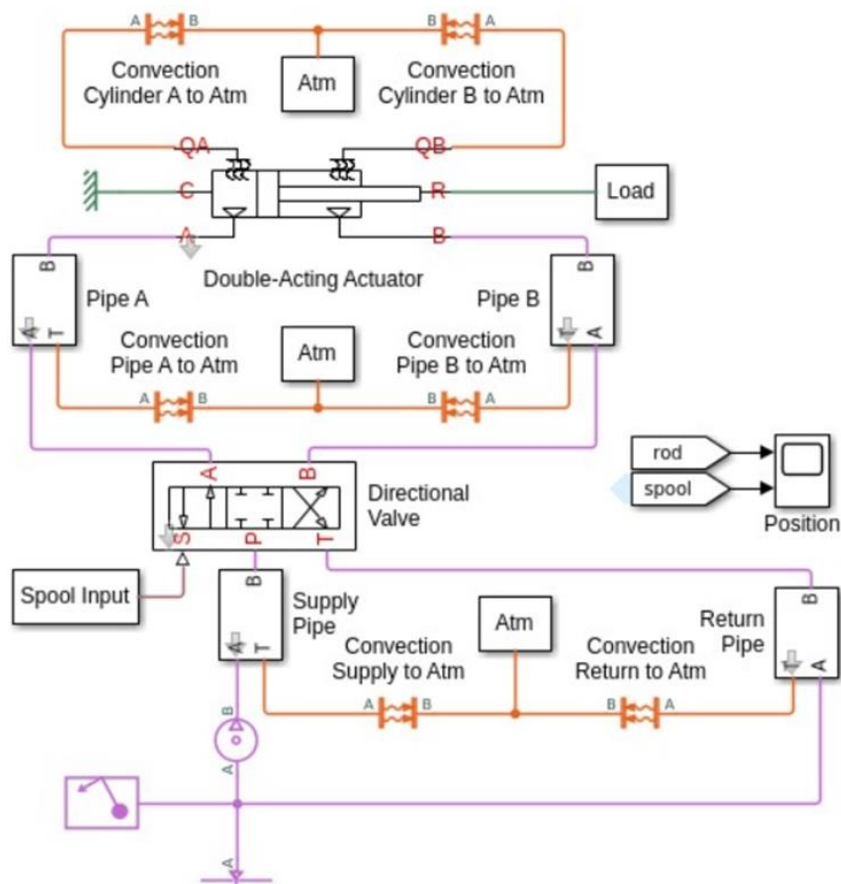 A B
B A
Convection
Cylinder A to Atm
Atm
Convection
Cylinder B to Atm
QA
QB
C
R
Load
A
B
B
Pipe A
A T
Double-Acting Actuator
Pipe B
B
T A
Convection
Pipe A to Atm
Atm
Convection
Pipe B to Atm
A B
B A
A
B
Directional
Valve
S P T
rod
spool
Position
Spool Input
B
Supply
Pipe
A T
Convection
Supply to Atm
Atm
Convection
Return to Atm
Return
Pipe
B
T A
A B
B A
B
A
A